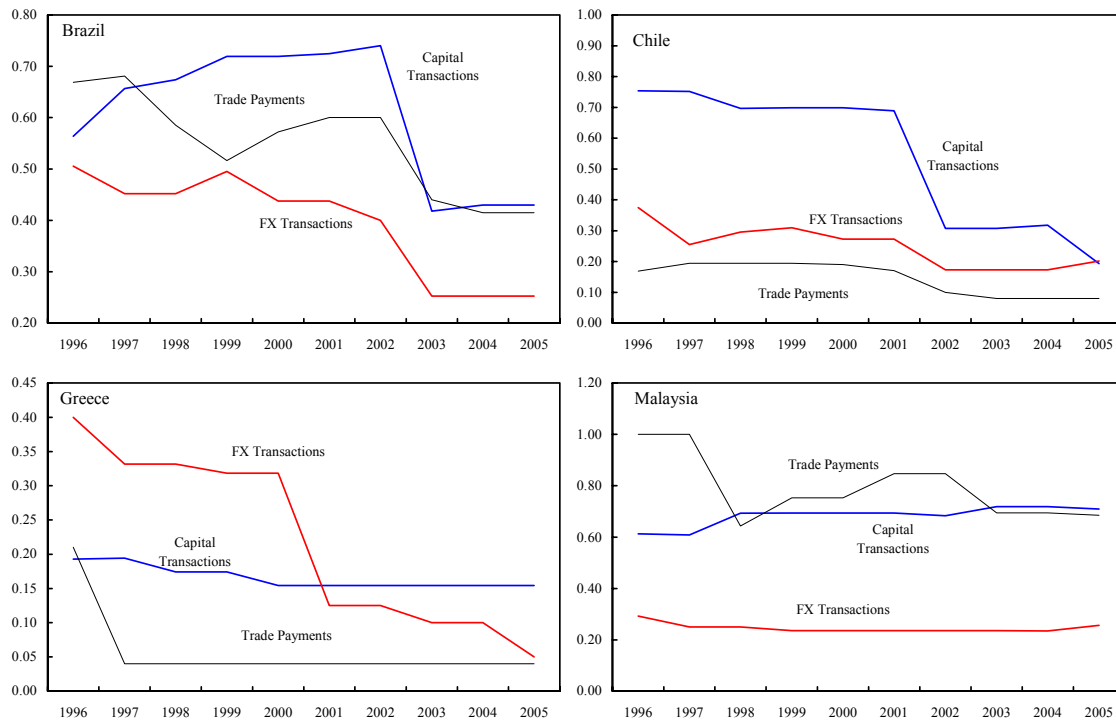 Brazil
0.80
0.70
0.60
0.50
0.40
0.30
0.20
Capital
Transactions
Trade Payments
FX Transactions
1996 1997 1998 1999 2000 2001 2002 2003 2004 2005
Chile
1.00
0.90
0.80
0.70
0.60
0.50
0.40
0.30
0.20
0.10
0.00
Capital
Transactions
FX Transactions
Trade Payments
1996 1997 1998 1999 2000 2001 2002 2003 2004 2005
Greece
0.45
0.40
0.35
0.30
0.25
0.20
0.15
0.10
0.05
0.00
FX Transactions
Capital
Transactions
Trade Payments
1996 1997 1998 1999 2000 2001 2002 2003 2004 2005
Malaysia
1.20
1.00
0.80
0.60
0.40
0.20
0.00
Trade Payments
Capital
Transactions
FX Transactions
1996 1997 1998 1999 2000 2001 2002 2003 2004 2005